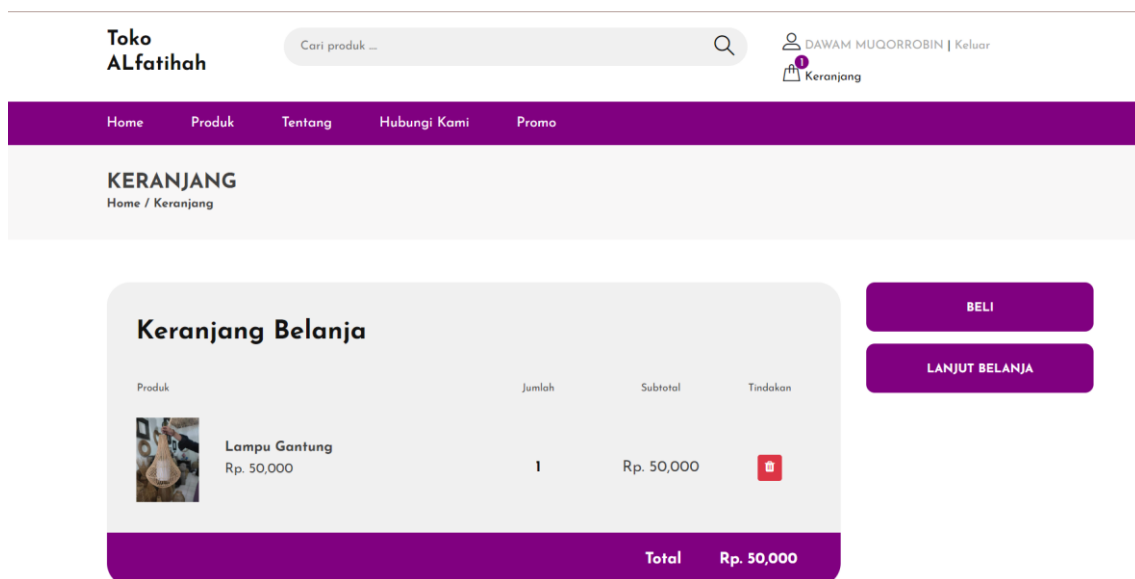 Toko
ALfatihah
Cari produk ...
DAWAM MUQORROBIN | Keluar
1
Keranjang
Home Produk Tentang Hubungi Kami Promo
KERANJANG
Home / Keranjang
Keranjang Belanja
Produk Jumlah Subtotal Tindakan
Lampu Gantung
Rp. 50,000
1 Rp. 50,000
Total Rp. 50,000
BELI
LANJUT BELANJA